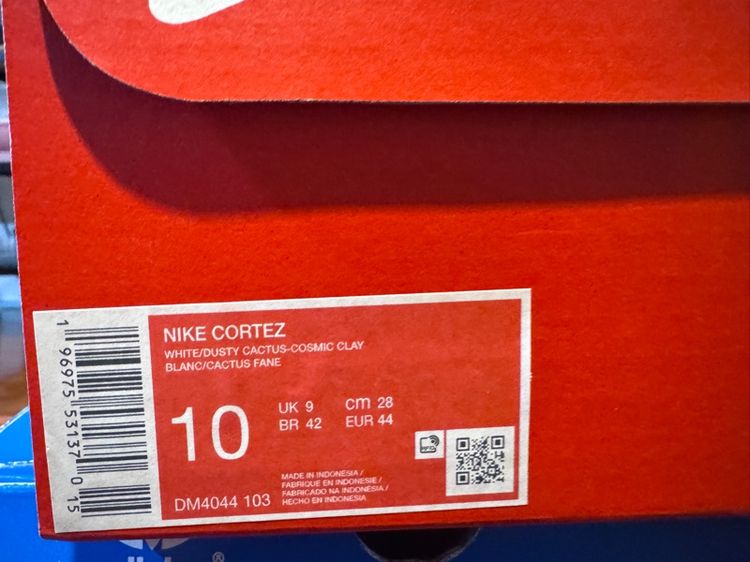 NIKE CORTEZ
WHITE/DUSTY CACTUS-COSMIC CLAY
BLANC/CACTUS FANE
10
UK 9 cm 28
BR 42 EUR 44
MADE IN INDONESIA /
FABRIQUE EN INDONESIE /
FABRICADO NA INDONESIA /
HECHO EN INDONESIA
DM4044 103
1 96975 53137 0 15
®